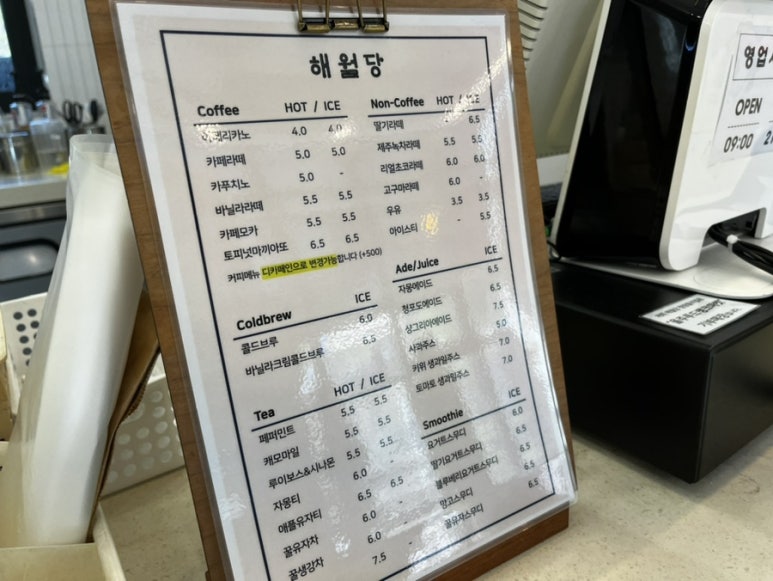 해월당
Coffee HOT / ICE
아메리카노 4.0 4.0
카페라떼 5.0 5.0
카푸치노 5.0 -
바닐라라떼 5.5 5.5
카페모카 5.5 5.5
토피넛마끼아또 6.5 6.5
커피메뉴 디카페인으로 변경가능합니다 (+500)
Coldbrew ICE
콜드브루 6.0
바닐라크림콜드브루 6.5
Tea HOT / ICE
페퍼민트 5.5 5.5
캐모마일 5.5 5.5
루이보스&시나몬 5.5 5.5
자몽티 6.0 -
애플유자티 6.5 6.5
꿀유자차 6.0 -
꿀생강차 6.0 -
7.5 -
Non-Coffee HOT / ICE
딸기라떼 6.5
제주녹차라떼 5.5 5.5
리얼초코라떼 6.0 6.0
고구마라떼 6.0 -
우유 3.5 3.5
아이스티 - 5.5
Ade/Juice ICE
자몽에이드 6.5
청포도에이드 6.5
상그리아에이드 7.5
사과주스 5.0
키위 생과일주스 7.0
토마토 생과일주스 7.0
Smoothie ICE
요거트스무디 6.0
딸기요거트스무디 6.5
블루베리요거트스무디 6.5
망고스무디 6.5
꿀유자스무디 6.5
영업
OPEN
09:00